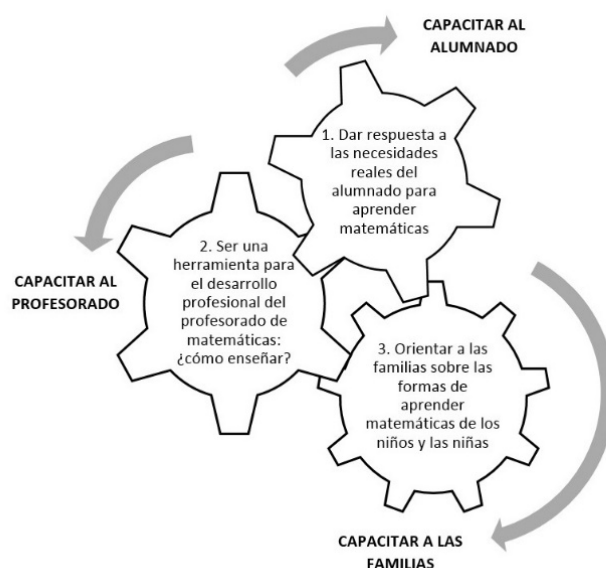 CAPACITAR AL
ALUMNADO
1. Dar respuesta a
las necesidades
reales del
alumnado para
aprender
matemáticas
2. Ser una
herramienta para
el desarrollo
profesional del
profesorado de
matemáticas:
¿cómo enseñar?
CAPACITAR AL
PROFESORADO
3. Orientar a las
familias sobre las
formas de
aprender
matemáticas de los
niños y las niñas
CAPACITAR A LAS
FAMILIAS